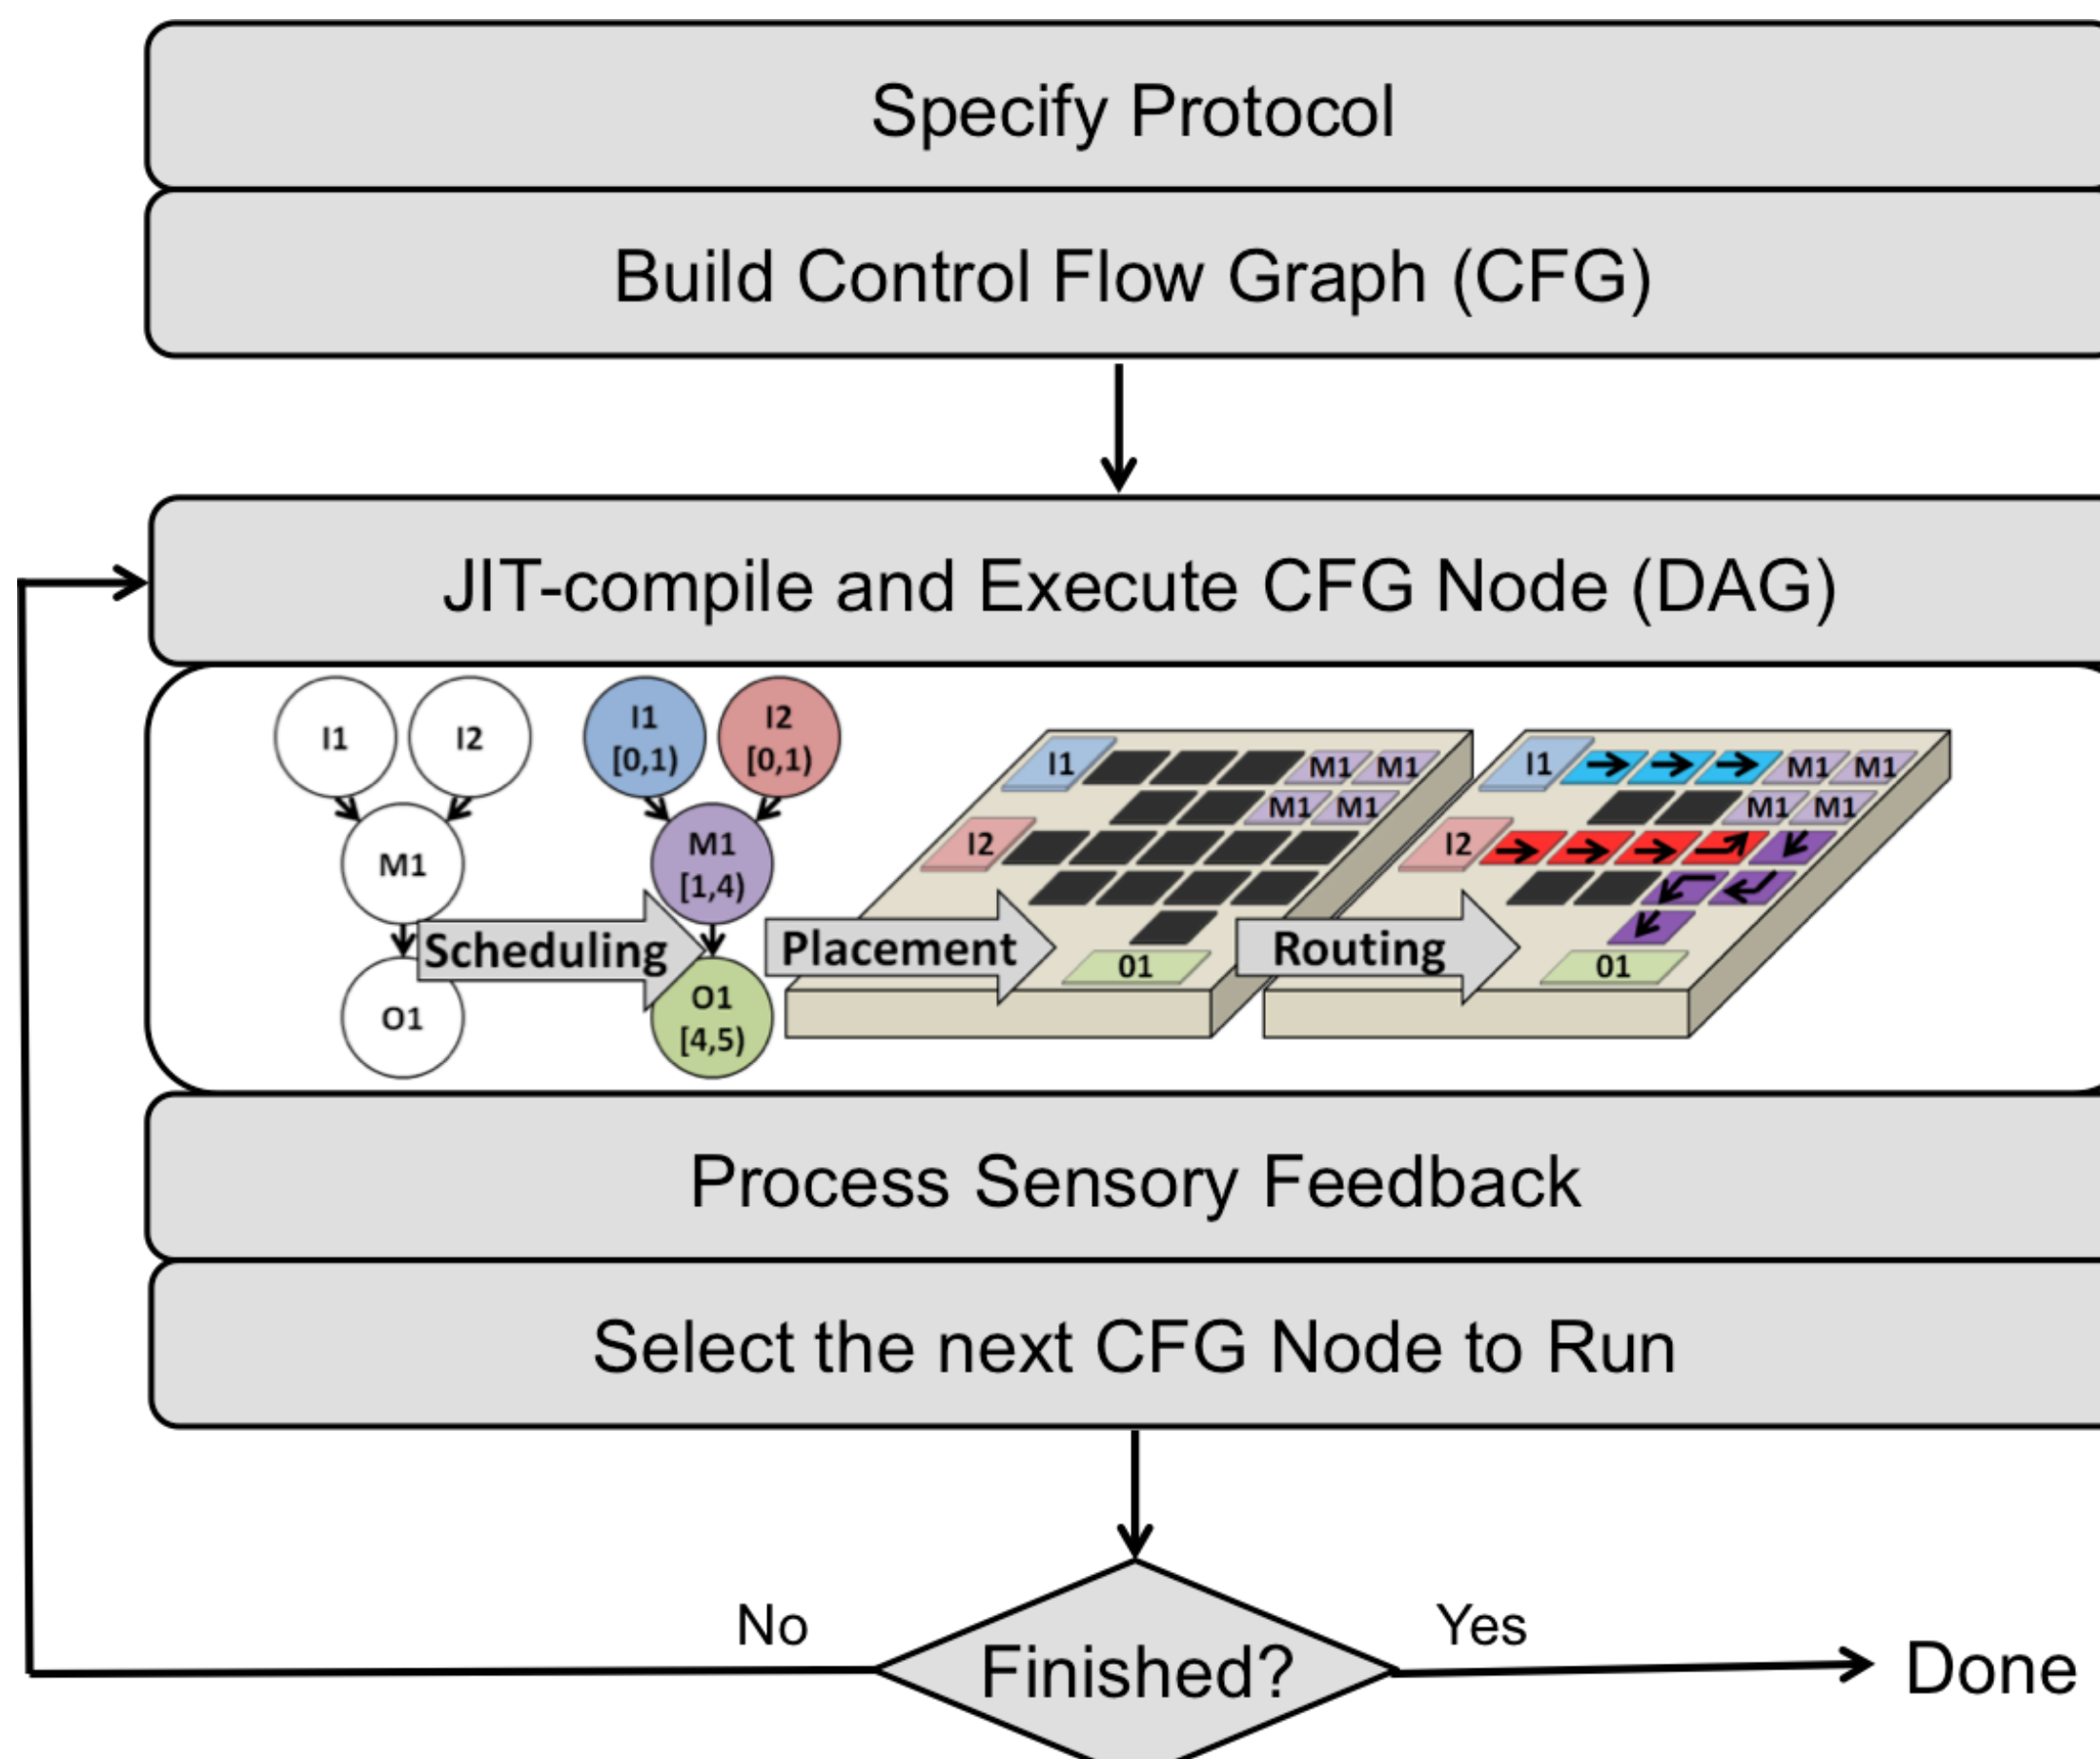 Specify Protocol
Build Control Flow Graph (CFG)
JIT-compile and Execute CFG Node (DAG)
I1
I2
M1
O1
Scheduling
I1
[0,1)
I2
[0,1)
M1
[1,4)
O1
[4,5)
Placement
I1
M1 M1
M1 M1
I2
01
Routing
I1
M1 M1
M1 M1
I2
01
Process Sensory Feedback
Select the next CFG Node to Run
No
Finished?
Yes
Done